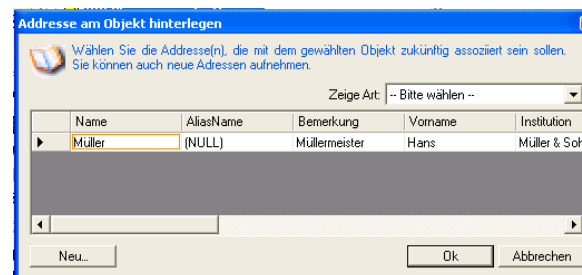 Addresse am Objekt hinterlegen
Wählen Sie die Addresse(n), die mit dem gewählten Objekt zukünftig assoziiert sein sollen.
Sie können auch neue Adressen aufnehmen.
Zeige Art: -- Bitte wählen --
Name AliasName Bemerkung Vorname Institution
Müller (NULL) Müllermeister Hans Müller & Soh
Neu... Ok Abbrechen